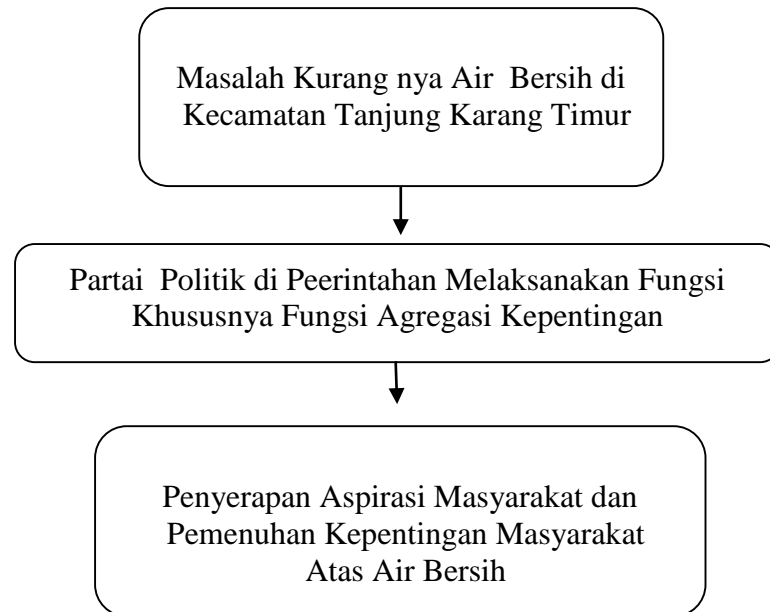 Masalah Kurang nya Air Bersih di
Kecamatan Tanjung Karang Timur
Partai Politik di Peerintahan Melaksanakan Fungsi
Khususnya Fungsi Agregasi Kepentingan
Penyerapan Aspirasi Masyarakat dan
Pemenuhan Kepentingan Masyarakat
Atas Air Bersih